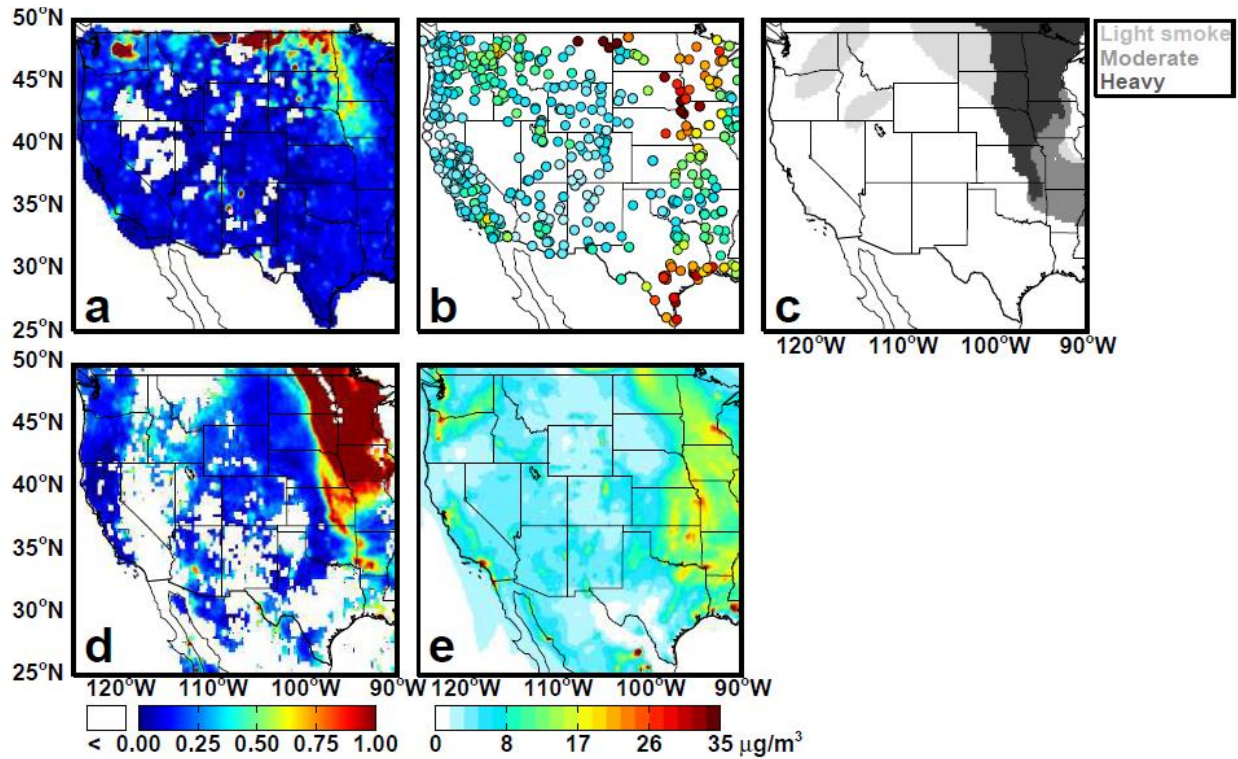 50°N
45°N
40°N
35°N
30°N
25°N
a
b
c
Light smoke
Moderate
Heavy
120°W 110°W 100°W 90°W
50°N
45°N
40°N
35°N
30°N
25°N
d
e
120°W 110°W 100°W 90°W 120°W 110°W 100°W 90°W
< 0.00 0.25 0.50 0.75 1.00 0 8 17 26 35 μg/m³